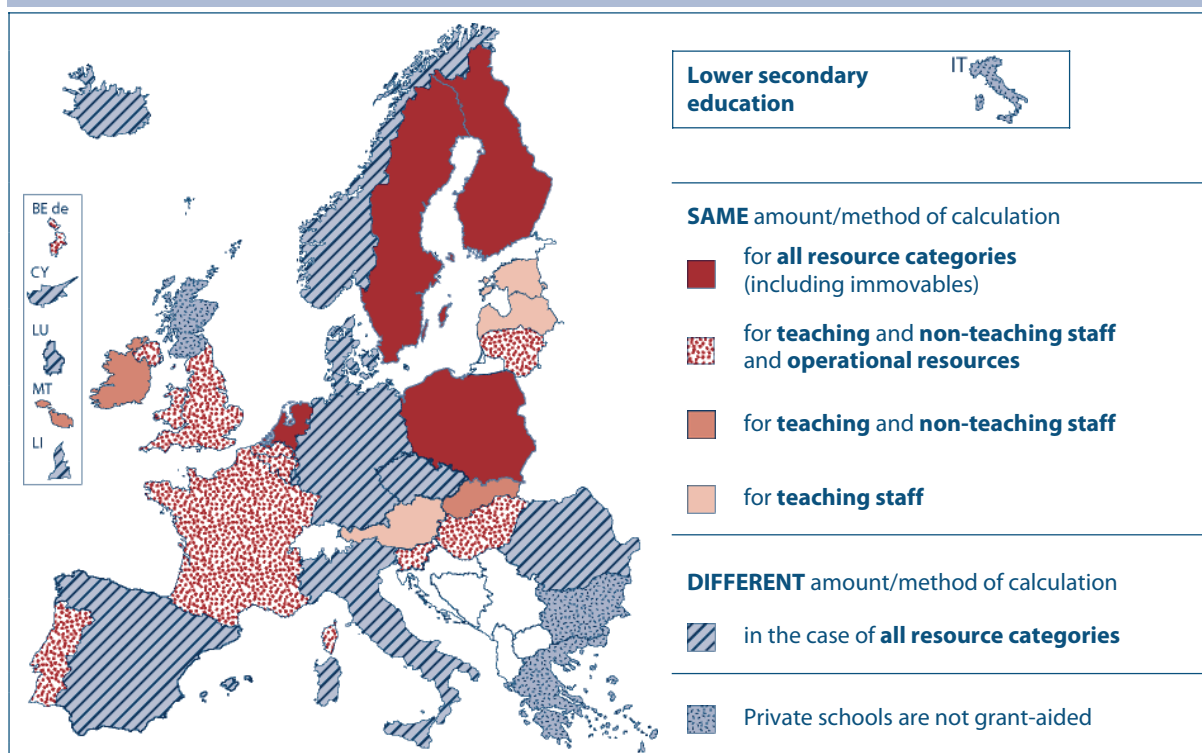 Lower secondary
education
IT
BE de
CY
LU
MT
LI
SAME amount/method of calculation
for all resource categories
(including immovables)
for teaching and non-teaching staff
and operational resources
for teaching and non-teaching staff
for teaching staff
DIFFERENT amount/method of calculation
in the case of all resource categories
Private schools are not grant-aided